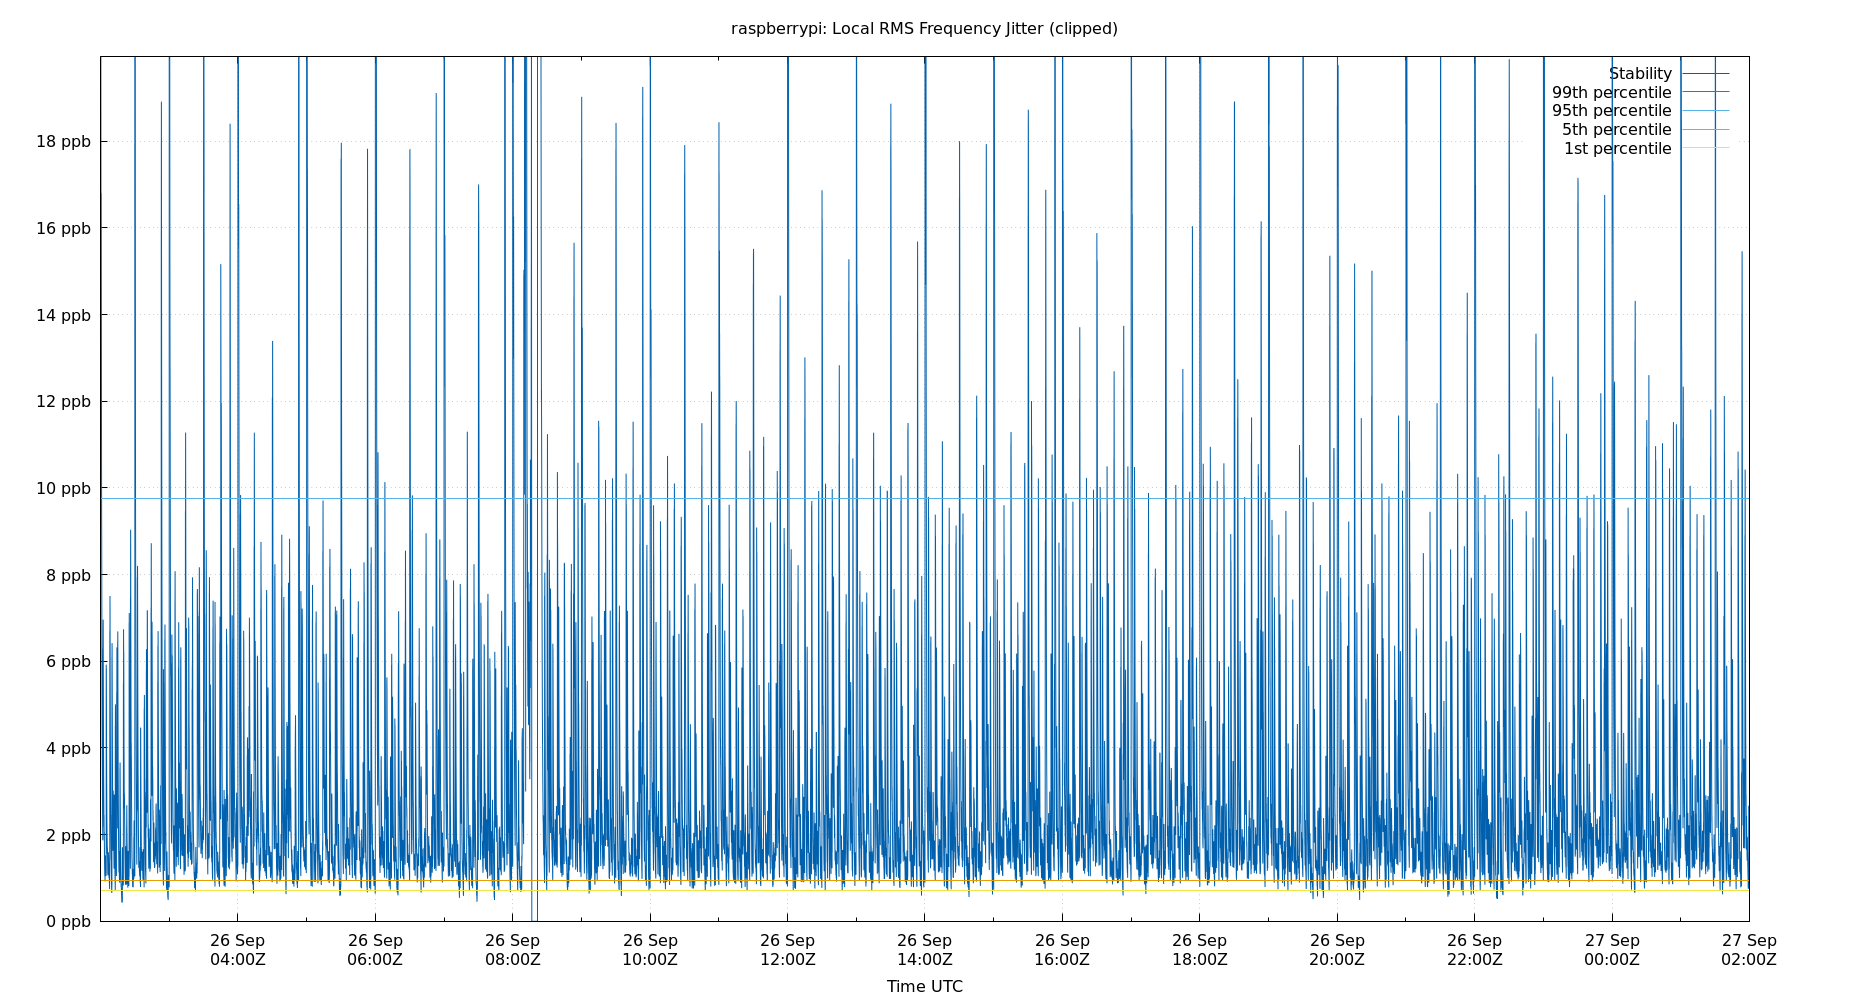 raspberrypi: Local RMS Frequency Jitter (clipped)
Stability
99th percentile
95th percentile
5th percentile
1st percentile
18 ppb
16 ppb
14 ppb
12 ppb
10 ppb
8 ppb
6 ppb
4 ppb
2 ppb
0 ppb
26 Sep 26 Sep 26 Sep 26 Sep 26 Sep 26 Sep 26 Sep 26 Sep 26 Sep 26 Sep 27 Sep 27 Sep
04:00Z 06:00Z 08:00Z 10:00Z 12:00Z 14:00Z 16:00Z 18:00Z 20:00Z 22:00Z 00:00Z 02:00Z
Time UTC